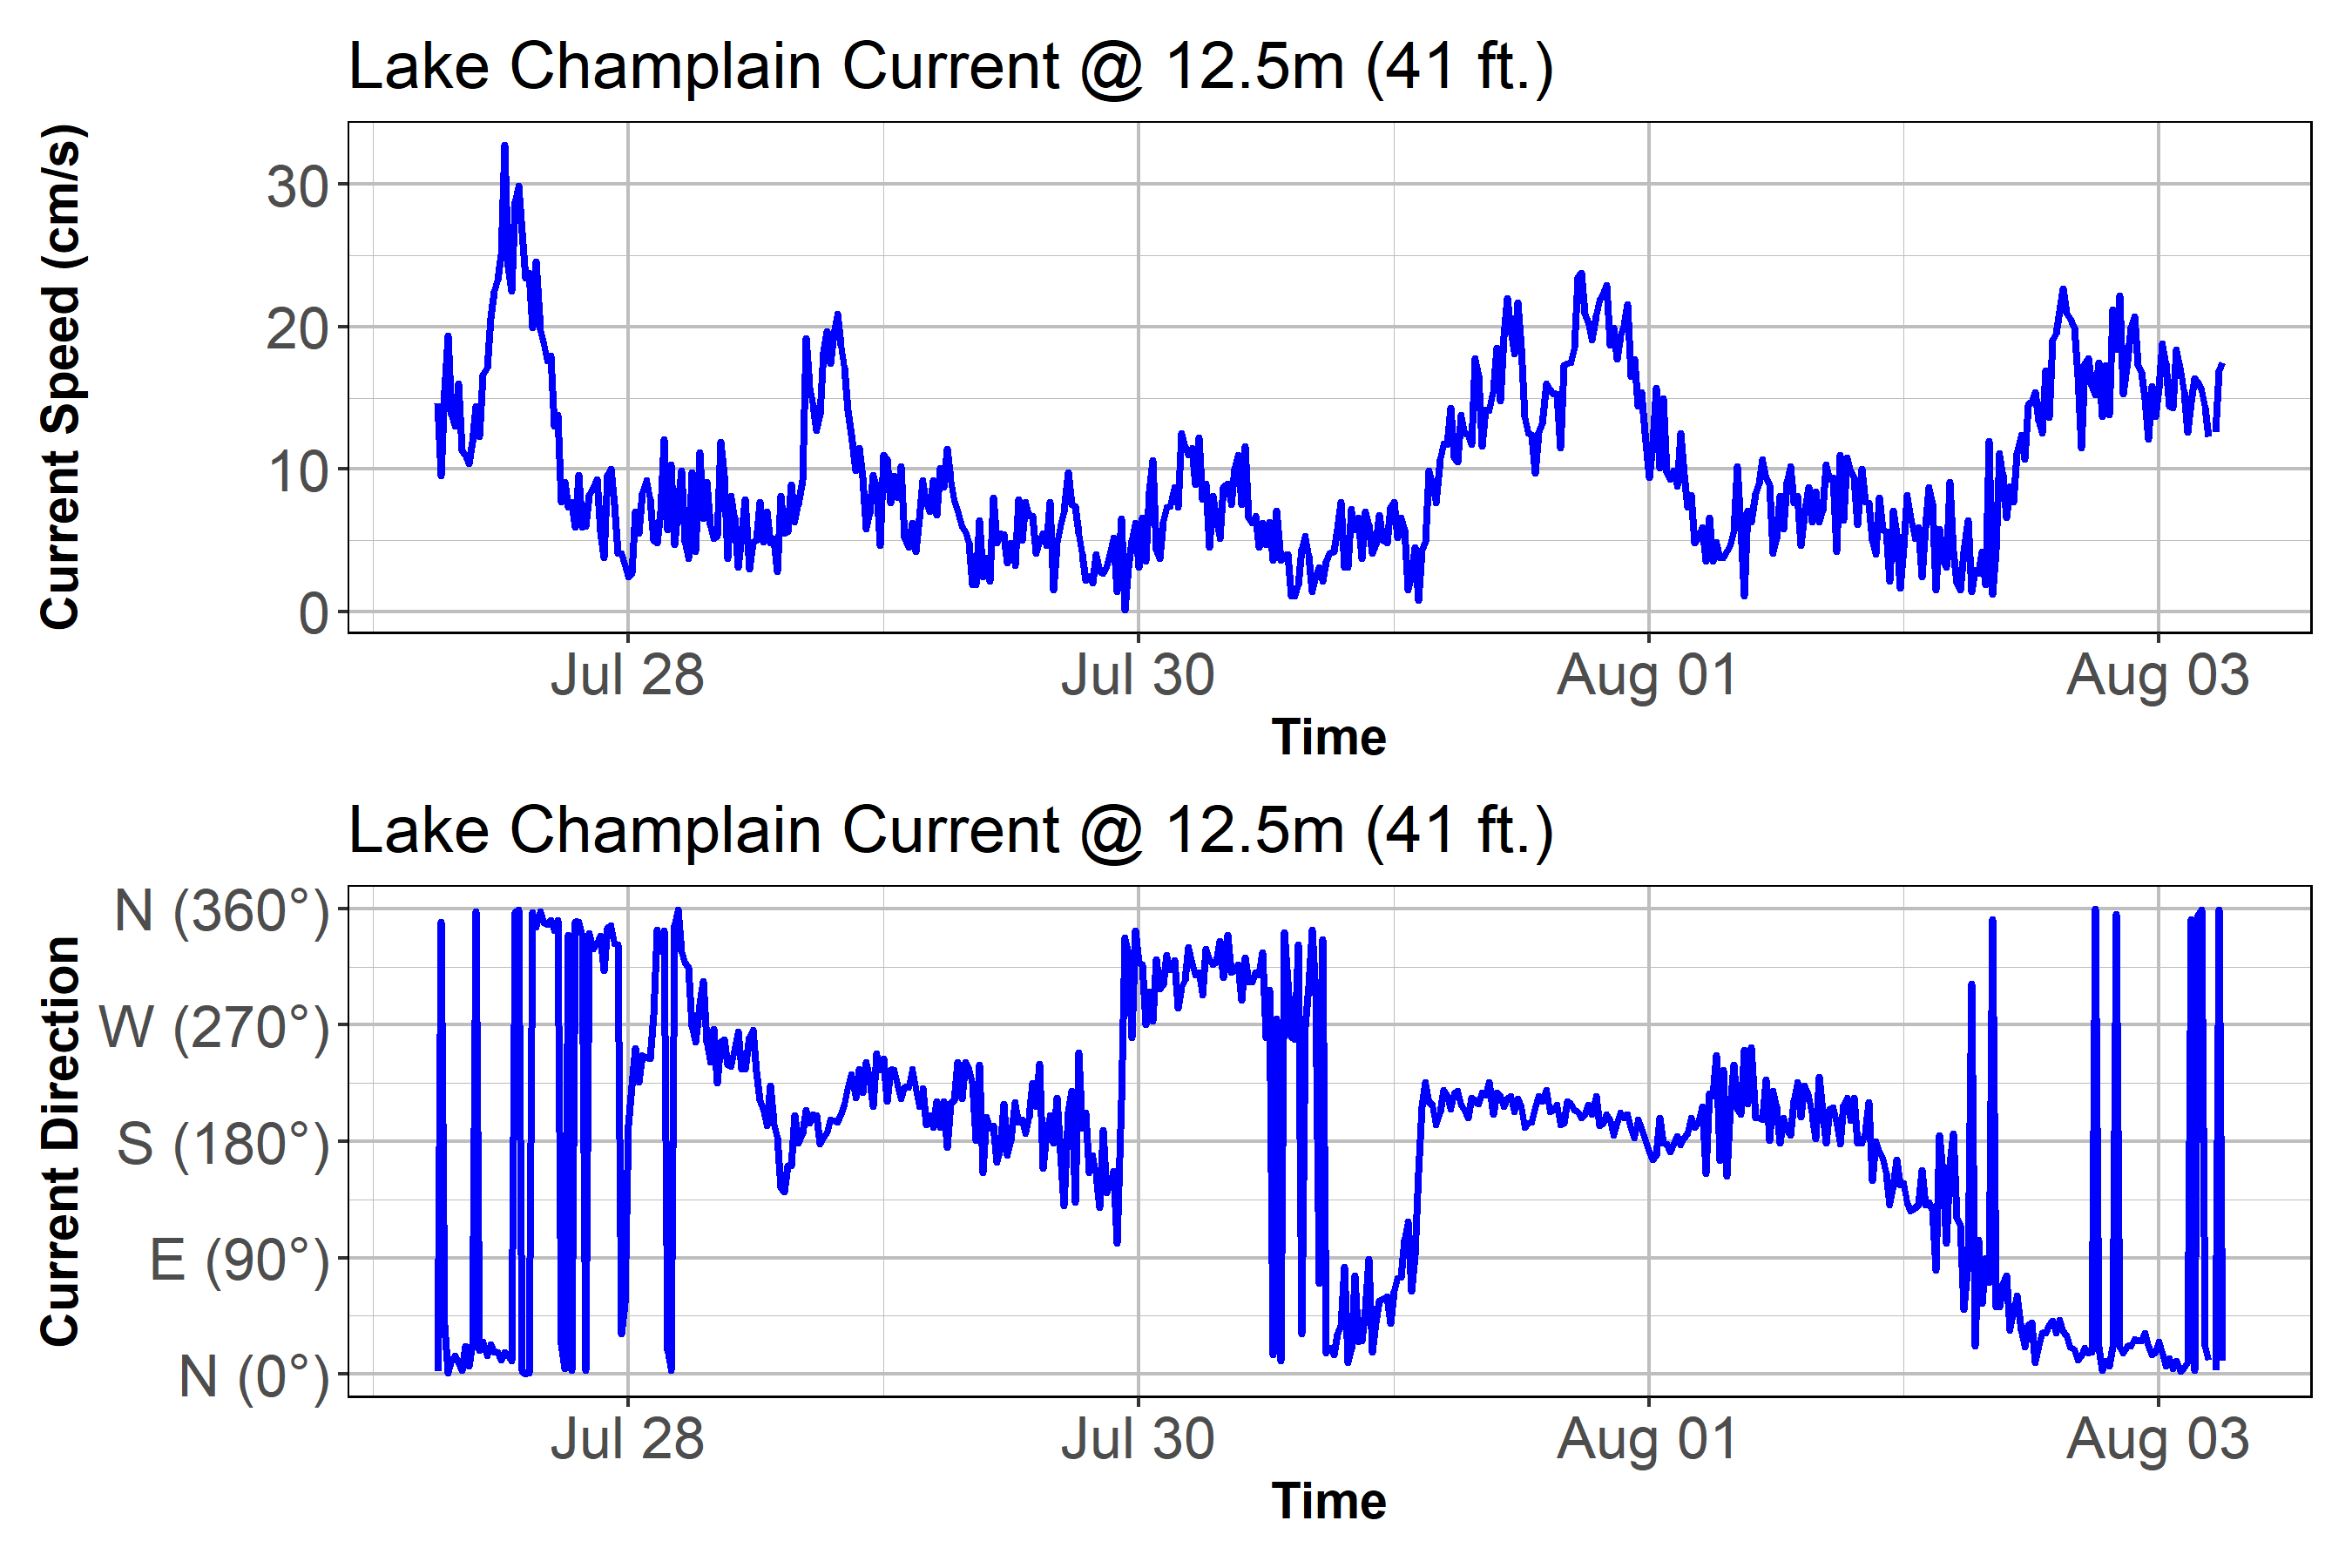 Lake Champlain Current @ 12.5m (41 ft.)
Current Speed (cm/s)
30
20
10
0
Jul 28 Jul 30 Aug 01 Aug 03
Time
Lake Champlain Current @ 12.5m (41 ft.)
Current Direction
N (360°)
W (270°)
S (180°)
E (90°)
N (0°)
Jul 28 Jul 30 Aug 01 Aug 03
Time